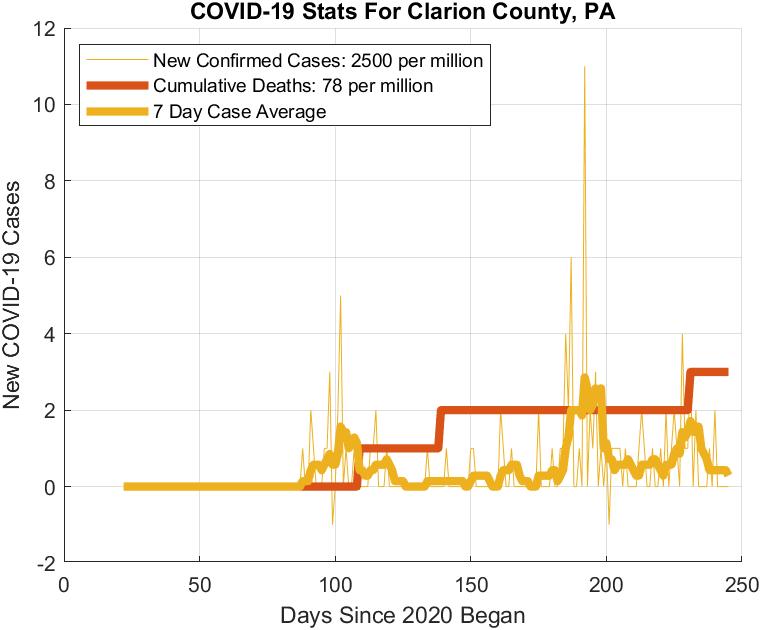 COVID-19 Stats For Clarion County, PA
12
10
8
6
4
2
0
-2
New COVID-19 Cases
New Confirmed Cases: 2500 per million
Cumulative Deaths: 78 per million
7 Day Case Average
0 50 100 150 200 250
Days Since 2020 Began